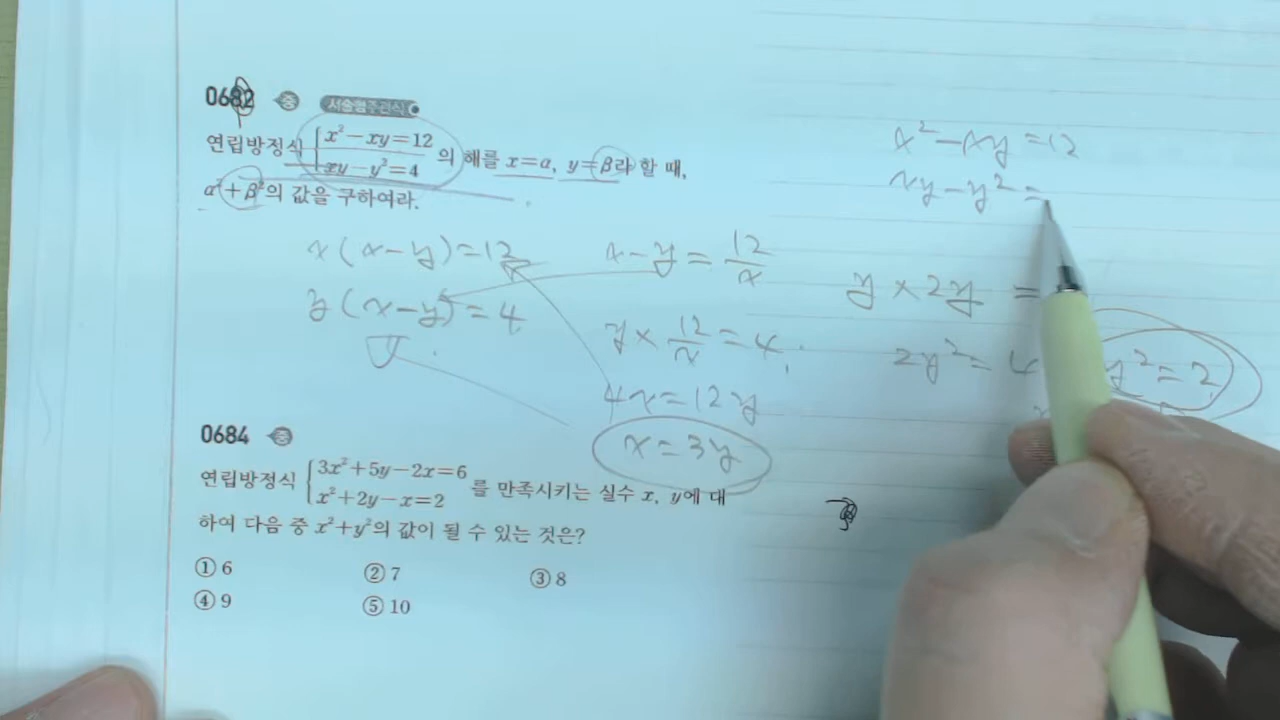 0682 중 서술형주관식
연립방정식 { x²-xy=12
xy-y²=4 의 해를 x=α, y=β라 할 때,
α²+β²의 값을 구하여라.
x(x-y)=12
y(x-y)=4
x-y=12/x
y×12/x=4
4x=12y
x=3y
x²-xy=12
xy-y²=
y×2y =
2y²=4
y²=2
0684 중
연립방정식 { 3x²+5y-2x=6
x²+2y-x=2 를 만족시키는 실수 x, y에 대
하여 다음 중 x²+y²의 값이 될 수 있는 것은?
① 6 ② 7 ③ 8
④ 9 ⑤ 10